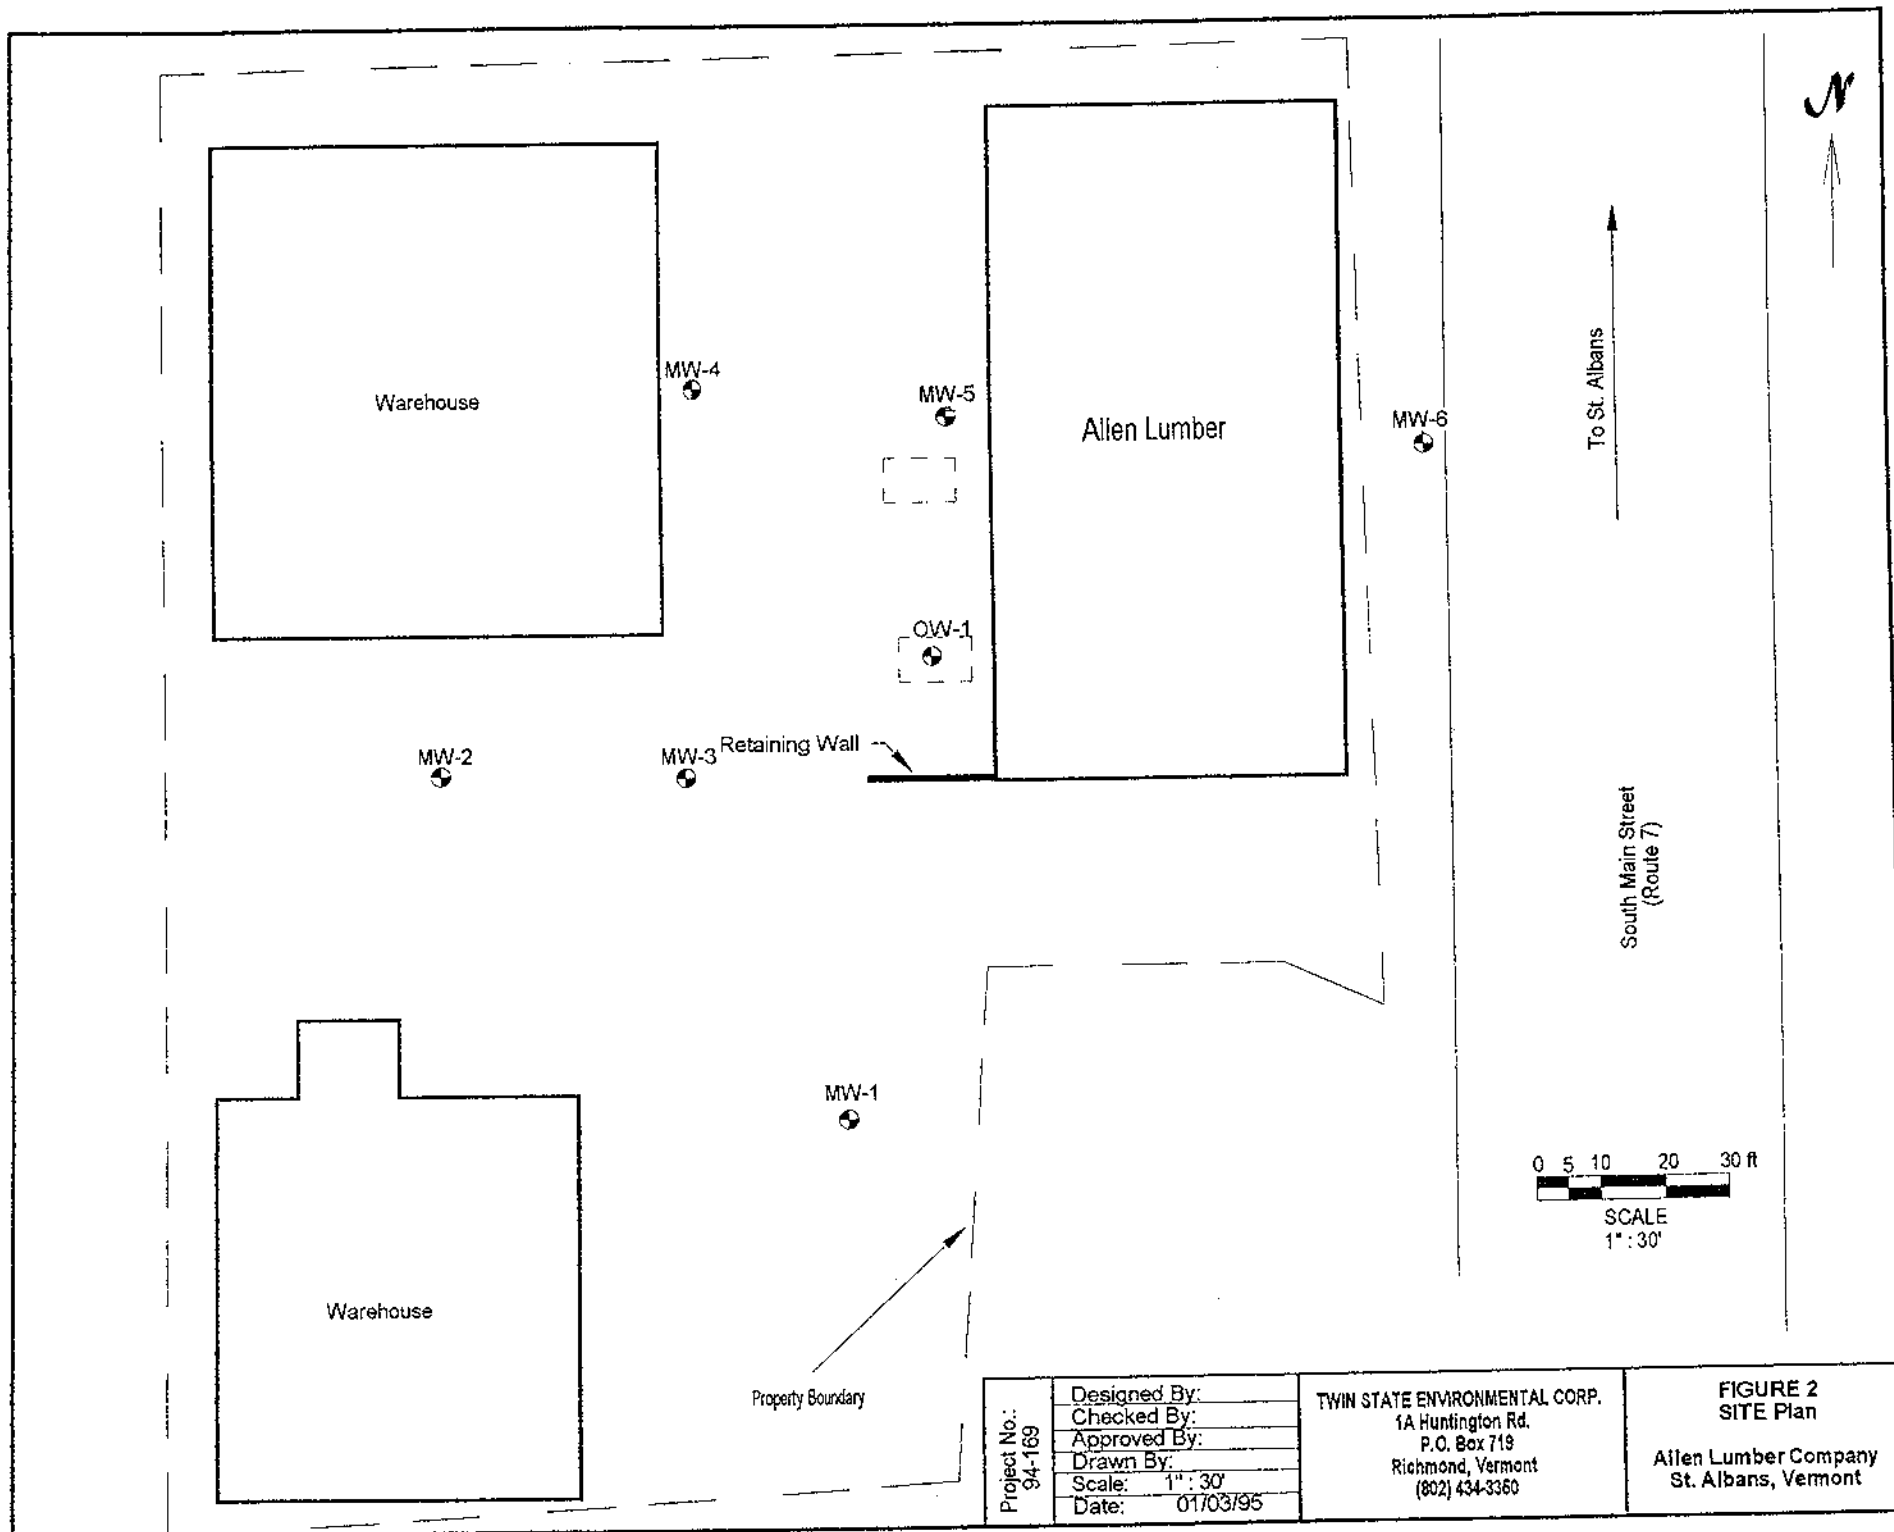 N
MW-4
Warehouse
MW-5
Allen Lumber
MW-6
To St. Albans
OW-1
MW-2
MW-3
Retaining Wall
South Main Street
(Route 7)
MW-1
0 5 10 20 30 ft
SCALE
1" : 30'
Warehouse
Property Boundary
Project No.:
94-169
Designed By:
Checked By:
Approved By:
Drawn By:
Scale: 1" : 30'
Date: 01/03/95
TWIN STATE ENVIRONMENTAL CORP.
1A Huntington Rd.
P.O. Box 719
Richmond, Vermont
(802) 434-3360
FIGURE 2
SITE Plan
Allen Lumber Company
St. Albans, Vermont